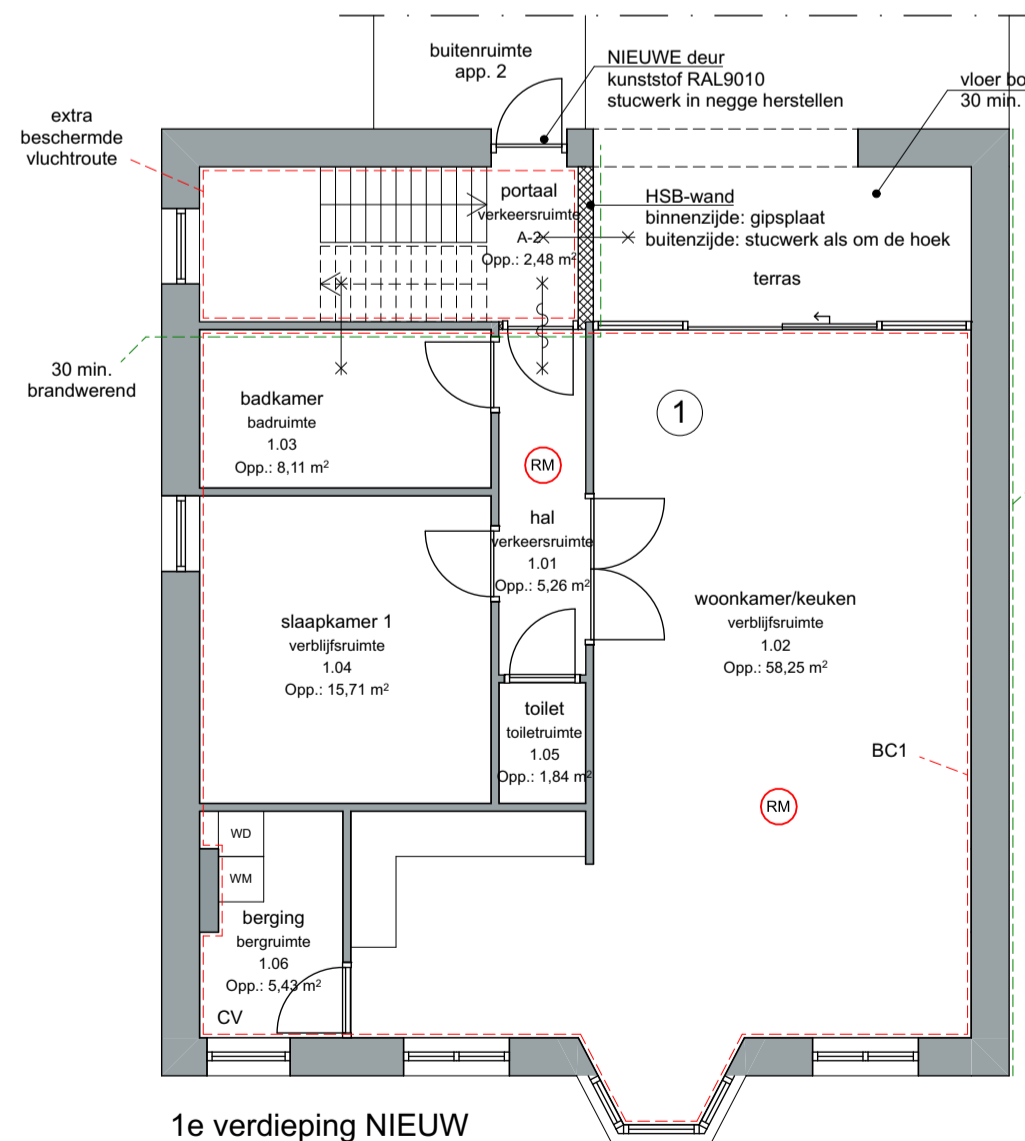 buitenruimte
app. 2
NIEUWE deur
kunststof RAL9010
stucwerk in negge herstellen
vloer bo
30 min.
extra
beschermde
vluchtroute
portaal
verkeersruimte
A-2
Opp.: 2,48 m²
HSB-wand
binnenzijde: gipsplaat
buitenzijde: stucwerk als om de hoek
terras
30 min.
brandwerend
badkamer
badruimte
1.03
Opp.: 8,11 m²
1
RM
hal
verkeersruimte
1.01
Opp.: 5,26 m²
slaapkamer 1
verblijfsruimte
1.04
Opp.: 15,71 m²
woonkamer/keuken
verblijfsruimte
1.02
Opp.: 58,25 m²
toilet
toiletruimte
1.05
Opp.: 1,84 m²
BC1
RM
WD
WM
berging
bergruimte
1.06
Opp.: 5,43 m²
CV
1e verdieping NIEUW